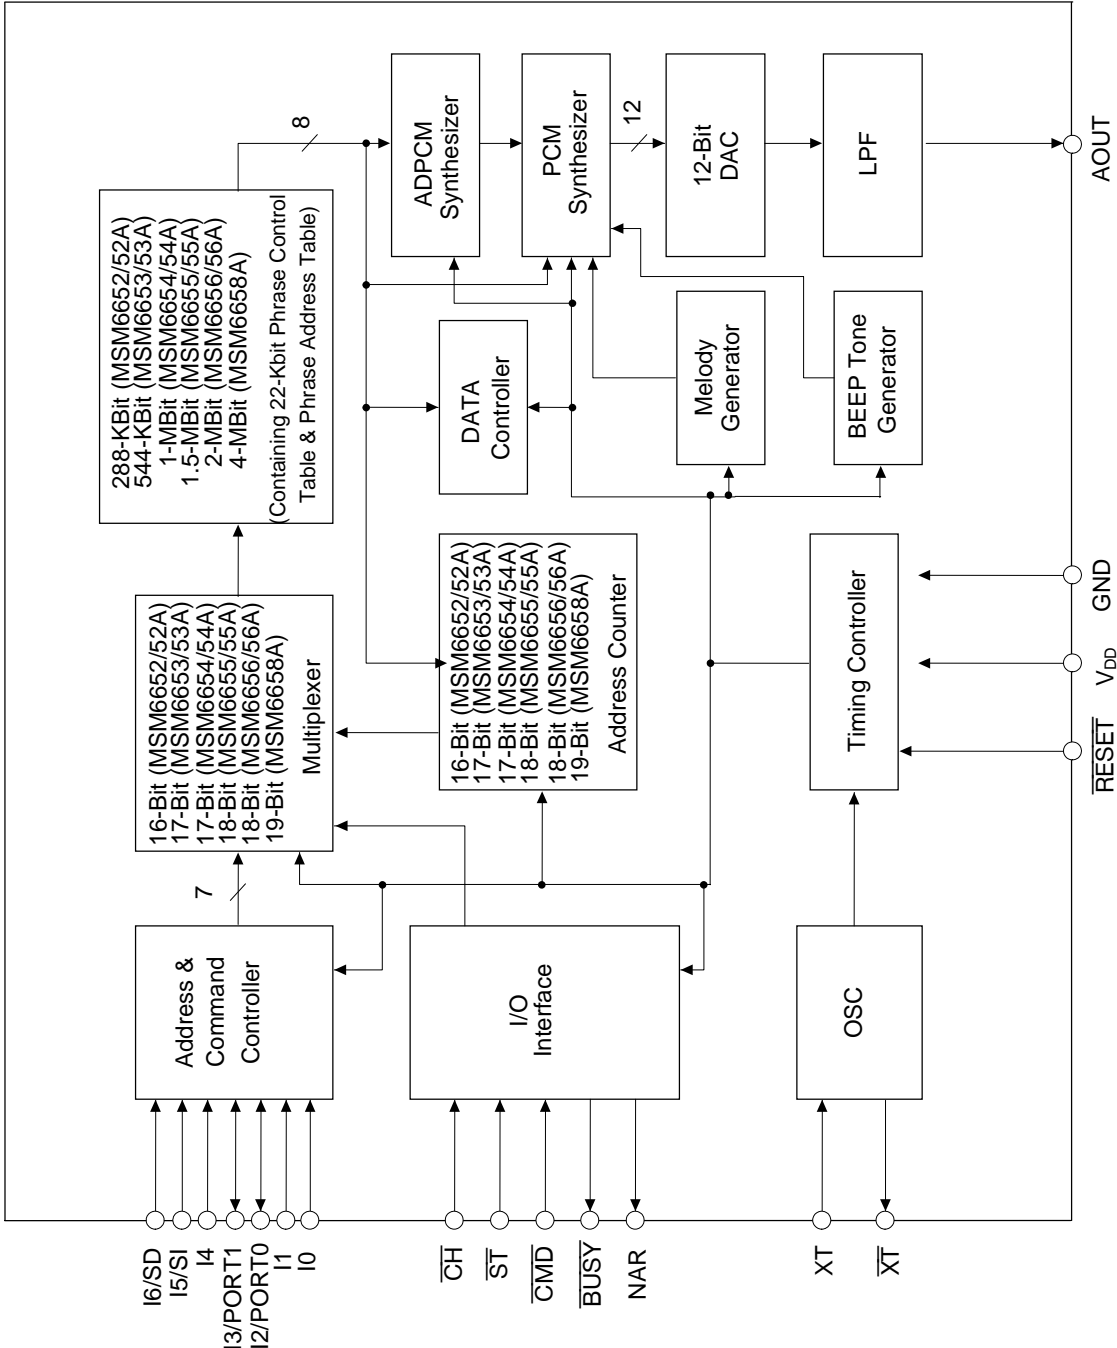 288-KBit (MSM6652/52A)
544-KBit (MSM6653/53A)
1-MBit (MSM6654/54A)
1.5-MBit (MSM6655/55A)
2-MBit (MSM6656/56A)
4-MBit (MSM6658A)
(Containing 22-Kbit Phrase Control
Table & Phrase Address Table)
8
ADPCM
Synthesizer
PCM
Synthesizer
12
12-Bit
DAC
LPF
AOUT
16-Bit (MSM6652/52A)
17-Bit (MSM6653/53A)
17-Bit (MSM6654/54A)
18-Bit (MSM6655/55A)
18-Bit (MSM6656/56A)
19-Bit (MSM6658A)
Multiplexer
DATA
Controller
Melody
Generator
BEEP Tone
Generator
16-Bit (MSM6652/52A)
17-Bit (MSM6653/53A)
17-Bit (MSM6654/54A)
18-Bit (MSM6655/55A)
18-Bit (MSM6656/56A)
19-Bit (MSM6658A)
Address Counter
Timing Controller
GND
VDD
R̅E̅S̅E̅T̅
7
Address &
Command
Controller
I/O
Interface
OSC
I6/SD
I5/SI
I4
I3/PORT1
I2/PORT0
I1
I0
C̅H̅
S̅T̅
C̅M̅D̅
B̅U̅S̅Y̅
NAR
XT
X̅T̅